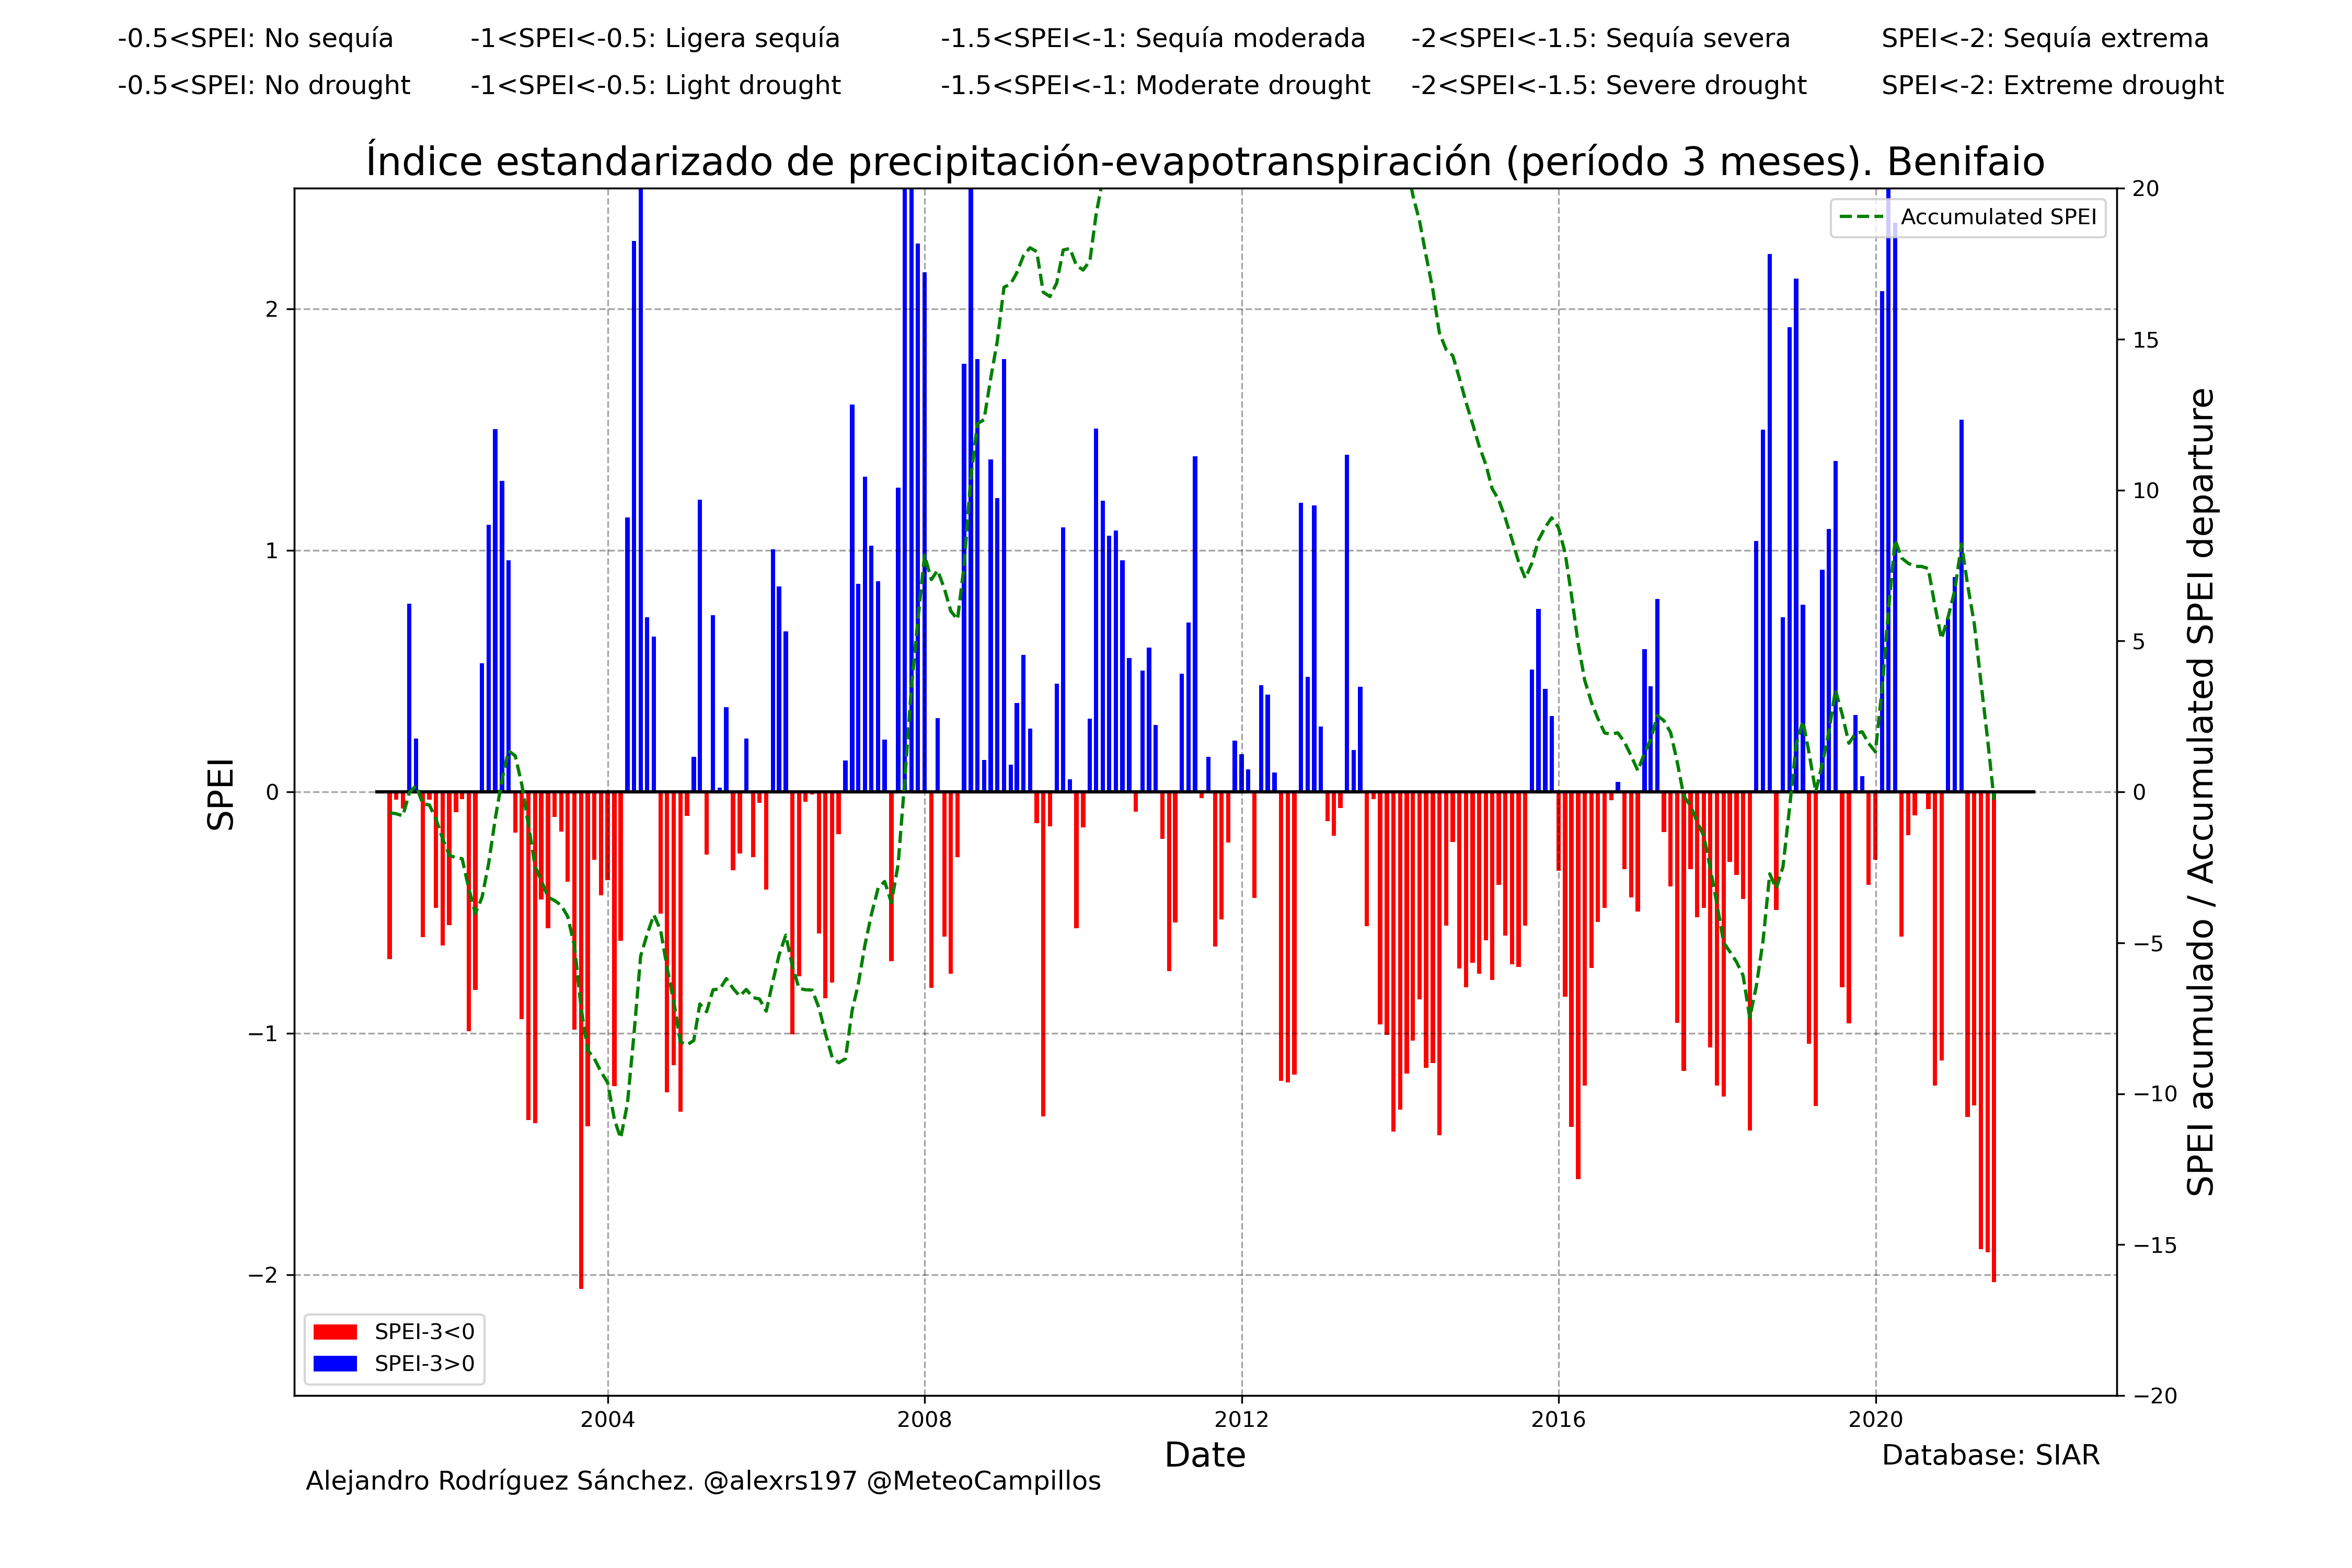 -0.5<SPEI: No sequía -1<SPEI<-0.5: Ligera sequía -1.5<SPEI<-1: Sequía moderada -2<SPEI<-1.5: Sequía severa SPEI<-2: Sequía extrema
-0.5<SPEI: No drought -1<SPEI<-0.5: Light drought -1.5<SPEI<-1: Moderate drought -2<SPEI<-1.5: Severe drought SPEI<-2: Extreme drought
Índice estandarizado de precipitación-evapotranspiración (período 3 meses). Benifaio
Accumulated SPEI
SPEI
2
1
0
−1
−2
20
15
10
5
0
−5
−10
−15
−20
SPEI acumulado / Accumulated SPEI departure
SPEI-3<0
SPEI-3>0
2004 2008 2012 2016 2020
Date
Database: SIAR
Alejandro Rodríguez Sánchez. @alexrs197 @MeteoCampillos